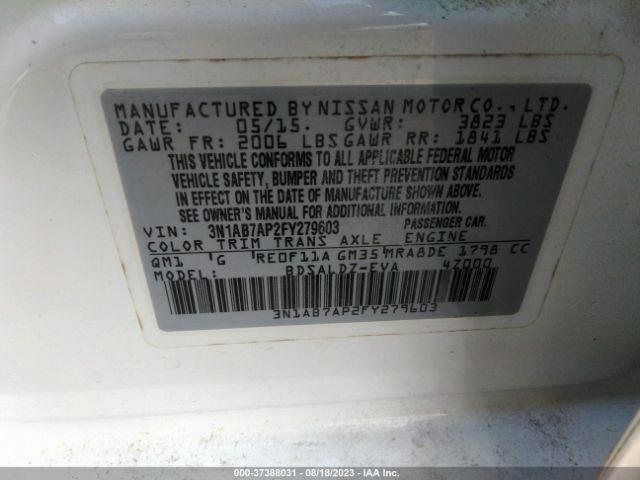 MANUFACTURED BY NISSAN MOTOR CO., LTD.
DATE: 05/15. GVWR: 3823 LBS
GAWR FR: 2006 LBS GAWR RR: 1841 LBS
THIS VEHICLE CONFORMS TO ALL APPLICABLE FEDERAL MOTOR
VEHICLE SAFETY, BUMPER AND THEFT PREVENTION STANDARDS
IN EFFECT ON THE DATE OF MANUFACTURE SHOWN ABOVE.
SEE OWNER'S MANUAL FOR ADDITIONAL INFORMATION.
VIN: 3N1AB7AP2FY279603 PASSENGER CAR.
COLOR TRIM TRANS AXLE ENGINE
QM1 'G 'RE0F11A GM35'MRA8DE 1798 CC
MODEL: BDSALDZ-EVA 4Z000
3N1AB7AP2FY279603
000-37388031 - 08/18/2023 - IAA Inc.